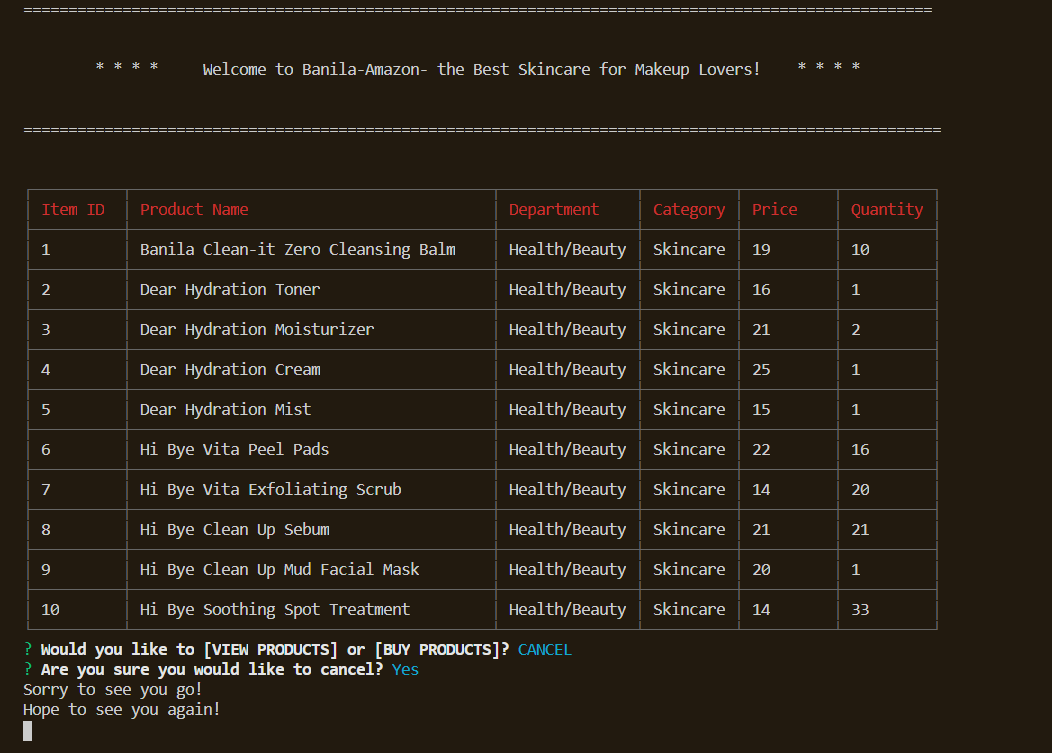 =====================================================================================================
* * * *     Welcome to Banila-Amazon- the Best Skincare for Makeup Lovers!    * * * *
======================================================================================================
Item ID Product Name Department Category Price Quantity
1 Banila Clean-it Zero Cleansing Balm Health/Beauty Skincare 19 10
2 Dear Hydration Toner Health/Beauty Skincare 16 1
3 Dear Hydration Moisturizer Health/Beauty Skincare 21 2
4 Dear Hydration Cream Health/Beauty Skincare 25 1
5 Dear Hydration Mist Health/Beauty Skincare 15 1
6 Hi Bye Vita Peel Pads Health/Beauty Skincare 22 16
7 Hi Bye Vita Exfoliating Scrub Health/Beauty Skincare 14 20
8 Hi Bye Clean Up Sebum Health/Beauty Skincare 21 21
9 Hi Bye Clean Up Mud Facial Mask Health/Beauty Skincare 20 1
10 Hi Bye Soothing Spot Treatment Health/Beauty Skincare 14 33
? Would you like to [VIEW PRODUCTS] or [BUY PRODUCTS]? CANCEL
? Are you sure you would like to cancel? Yes
Sorry to see you go!
Hope to see you again!